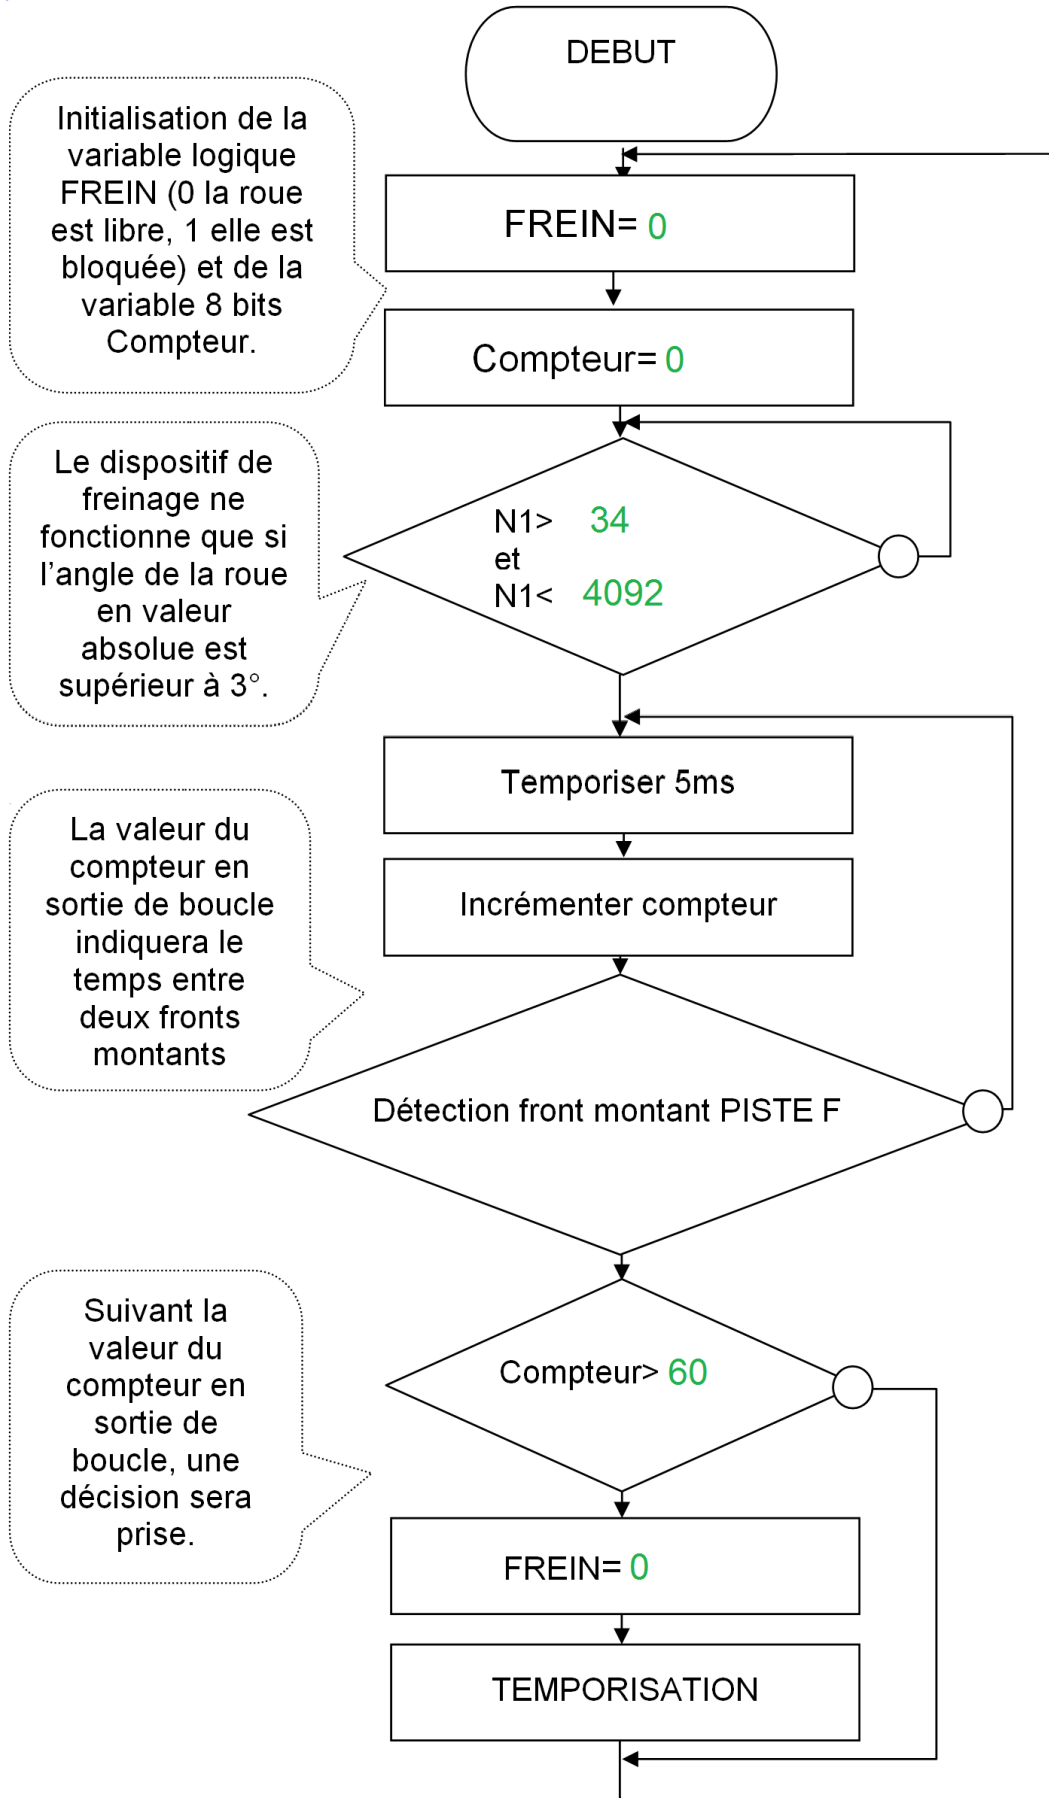 DEBUT
Initialisation de la
variable logique
FREIN (0 la roue
est libre, 1 elle est
bloquée) et de la
variable 8 bits
Compteur.
FREIN= 0
Compteur= 0
Le dispositif de
freinage ne
fonctionne que si
l'angle de la roue
en valeur
absolue est
supérieur à 3°.
N1> 34
et
N1< 4092
Temporiser 5ms
La valeur du
compteur en
sortie de boucle
indiquera le
temps entre
deux fronts
montants
Incrémenter compteur
Détection front montant PISTE F
Suivant la
valeur du
compteur en
sortie de
boucle, une
décision sera
prise.
Compteur> 60
FREIN= 0
TEMPORISATION